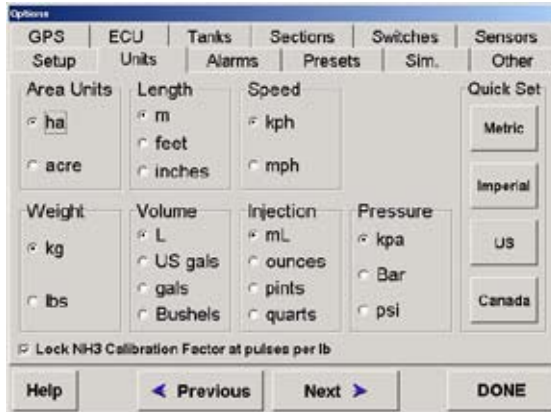 Options
GPS ECU Tanks Sections Switches Sensors
Setup Units Alarms Presets Sim. Other
Area Units Length Speed Quick Set
ha m kph Metric
feet
acre inches mph Imperial
Weight Volume Injection Pressure
kg L mL kpa US
US gals ounces Bar
lbs gals pints psi Canada
Bushels quarts
Lock NH3 Calibration Factor at pulses per lb
Help Previous Next DONE